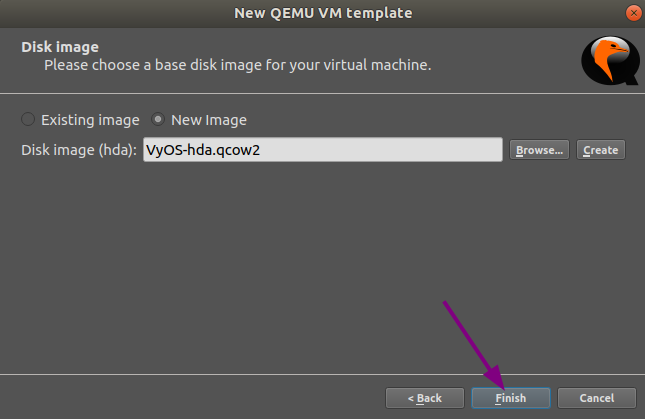 New QEMU VM template
Disk image
Please choose a base disk image for your virtual machine.
Existing image New Image
Disk image (hda): VyOS-hda.qcow2 Browse... Create
< Back Finish Cancel